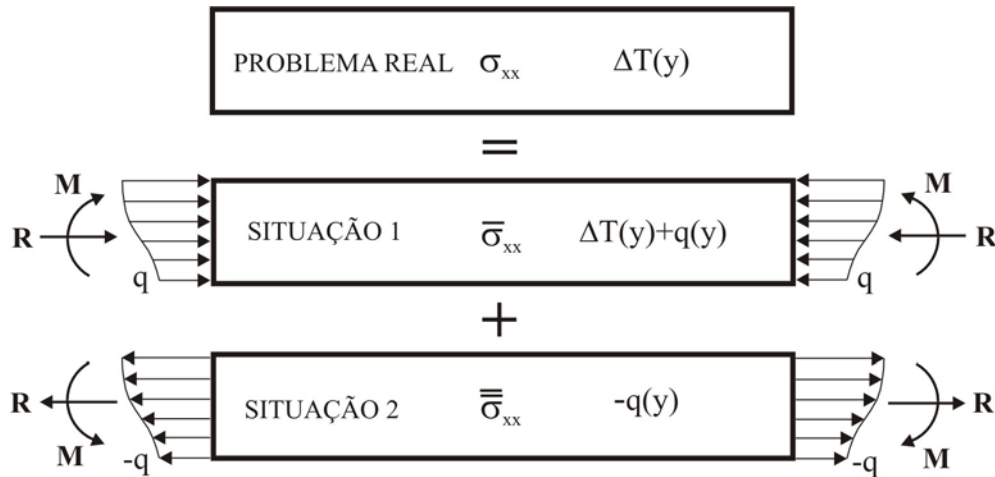 PROBLEMA REAL σxx ΔT(y)
=
M M
R SITUAÇÃO 1 σ̅xx ΔT(y)+q(y) R
q q
+
R SITUAÇÃO 2 σ̿xx -q(y) R
M -q -q M